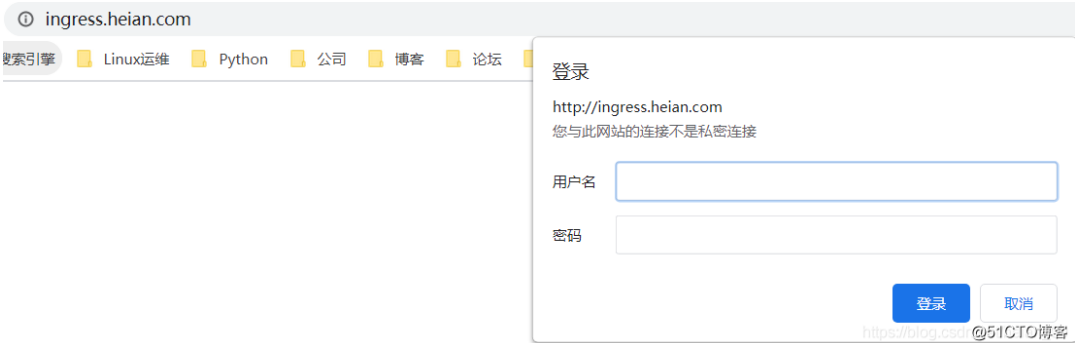 ingress.heian.com
搜索引擎 Linux运维 Python 公司 博客 论坛
登录
http://ingress.heian.com
您与此网站的连接不是私密连接
用户名
密码
登录 取消
https://blog.csd @51CTO博客